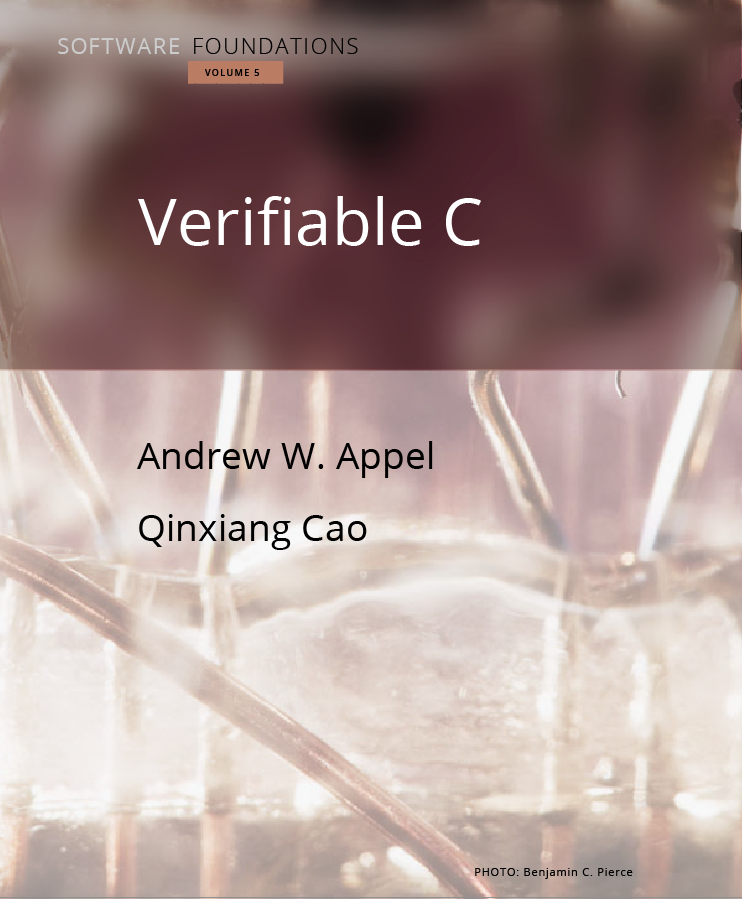 SOFTWARE FOUNDATIONS
VOLUME 5
Verifiable C
Andrew W. Appel
Qinxiang Cao
PHOTO: Benjamin C. Pierce